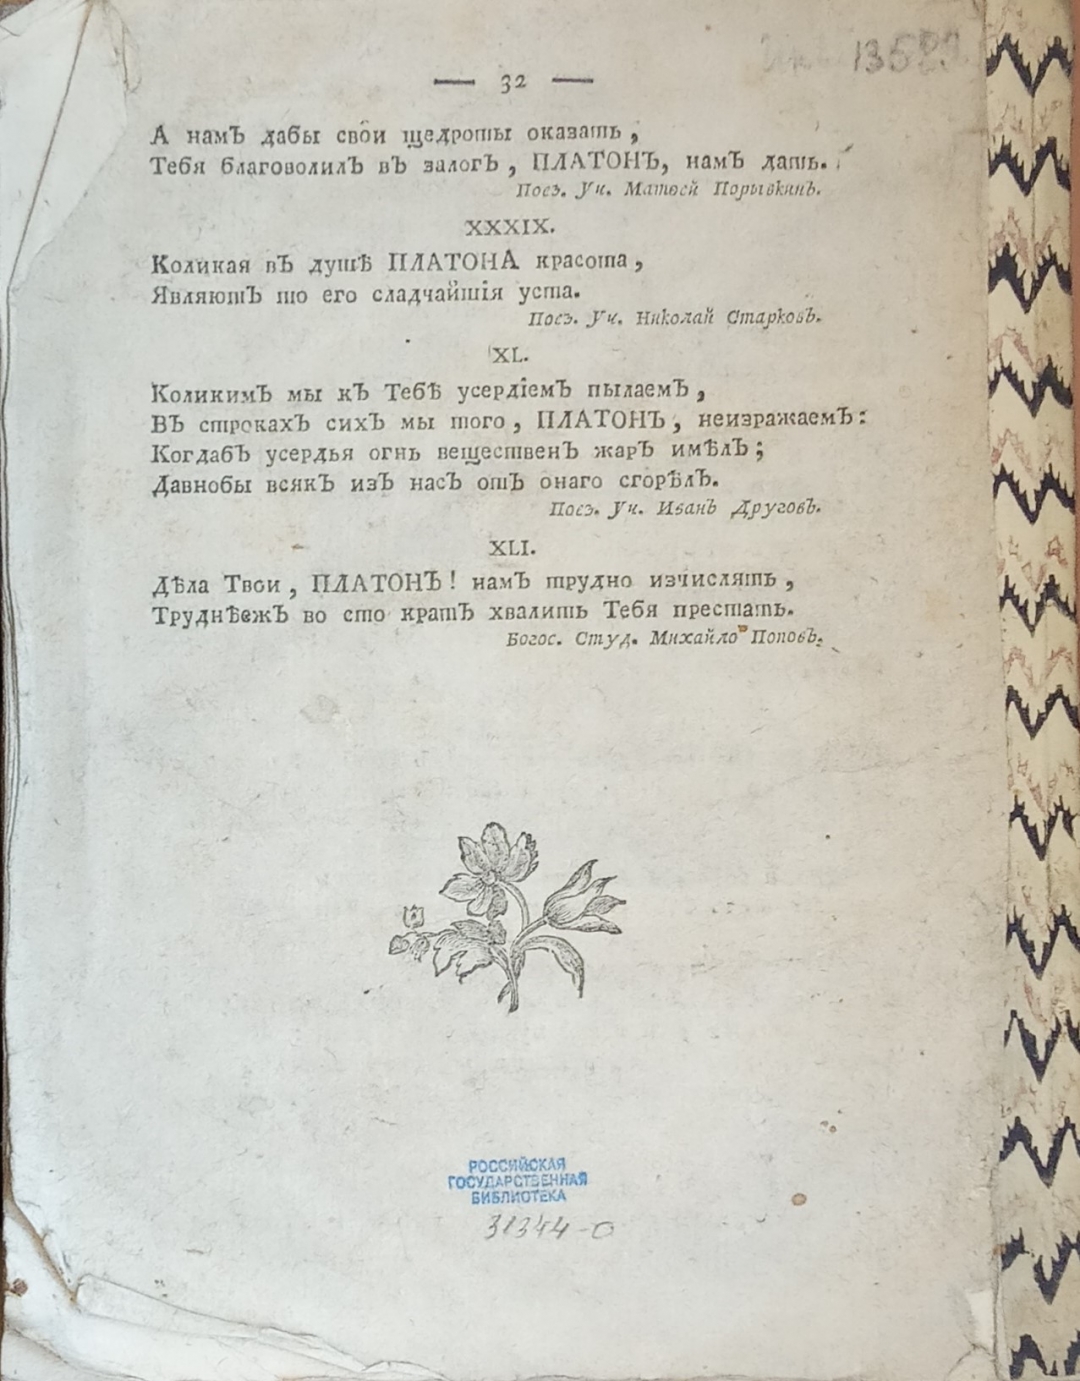 — 32 —
13589
А намЪ дабы свои щедроты оказать,
Тебя благоволилЪ вЪ залогЪ, ПЛАТОНЪ, намЪ дать.
Поэз. Уч. Матвей Порывкинъ.
XXXIX.
Коликая вЪ душѣ ПЛАТОНА красота,
ЯвляютЪ то его сладчайшія уста.
Поэз. Уч. Николай Старковъ.
XL.
КоликимЪ мы кЪ Тебѣ усердіемЪ пылаемЪ,
ВЪ строкахЪ сихЪ мы того, ПЛАТОНЪ, неизражаемЪ:
КогдабЪ усердья огнь веществеnЪ жарЪ имѣлЪ;
Давнобы всякЪ изЪ насЪ отЪ онаго сгорѣлЪ.
Поэз. Уч. Иванъ Друговъ.
XLI.
Дѣла Твои, ПЛАТОНЪ! намЪ трудно изчислять,
ТруднѣежЪ во сто кратЪ хвалить Тебя престать.
Богос. Студ. Михайло Поповъ.
РОССИЙСКАЯ
ГОСУДАРСТВЕННАЯ
БИБЛИОТЕКА
31344-0